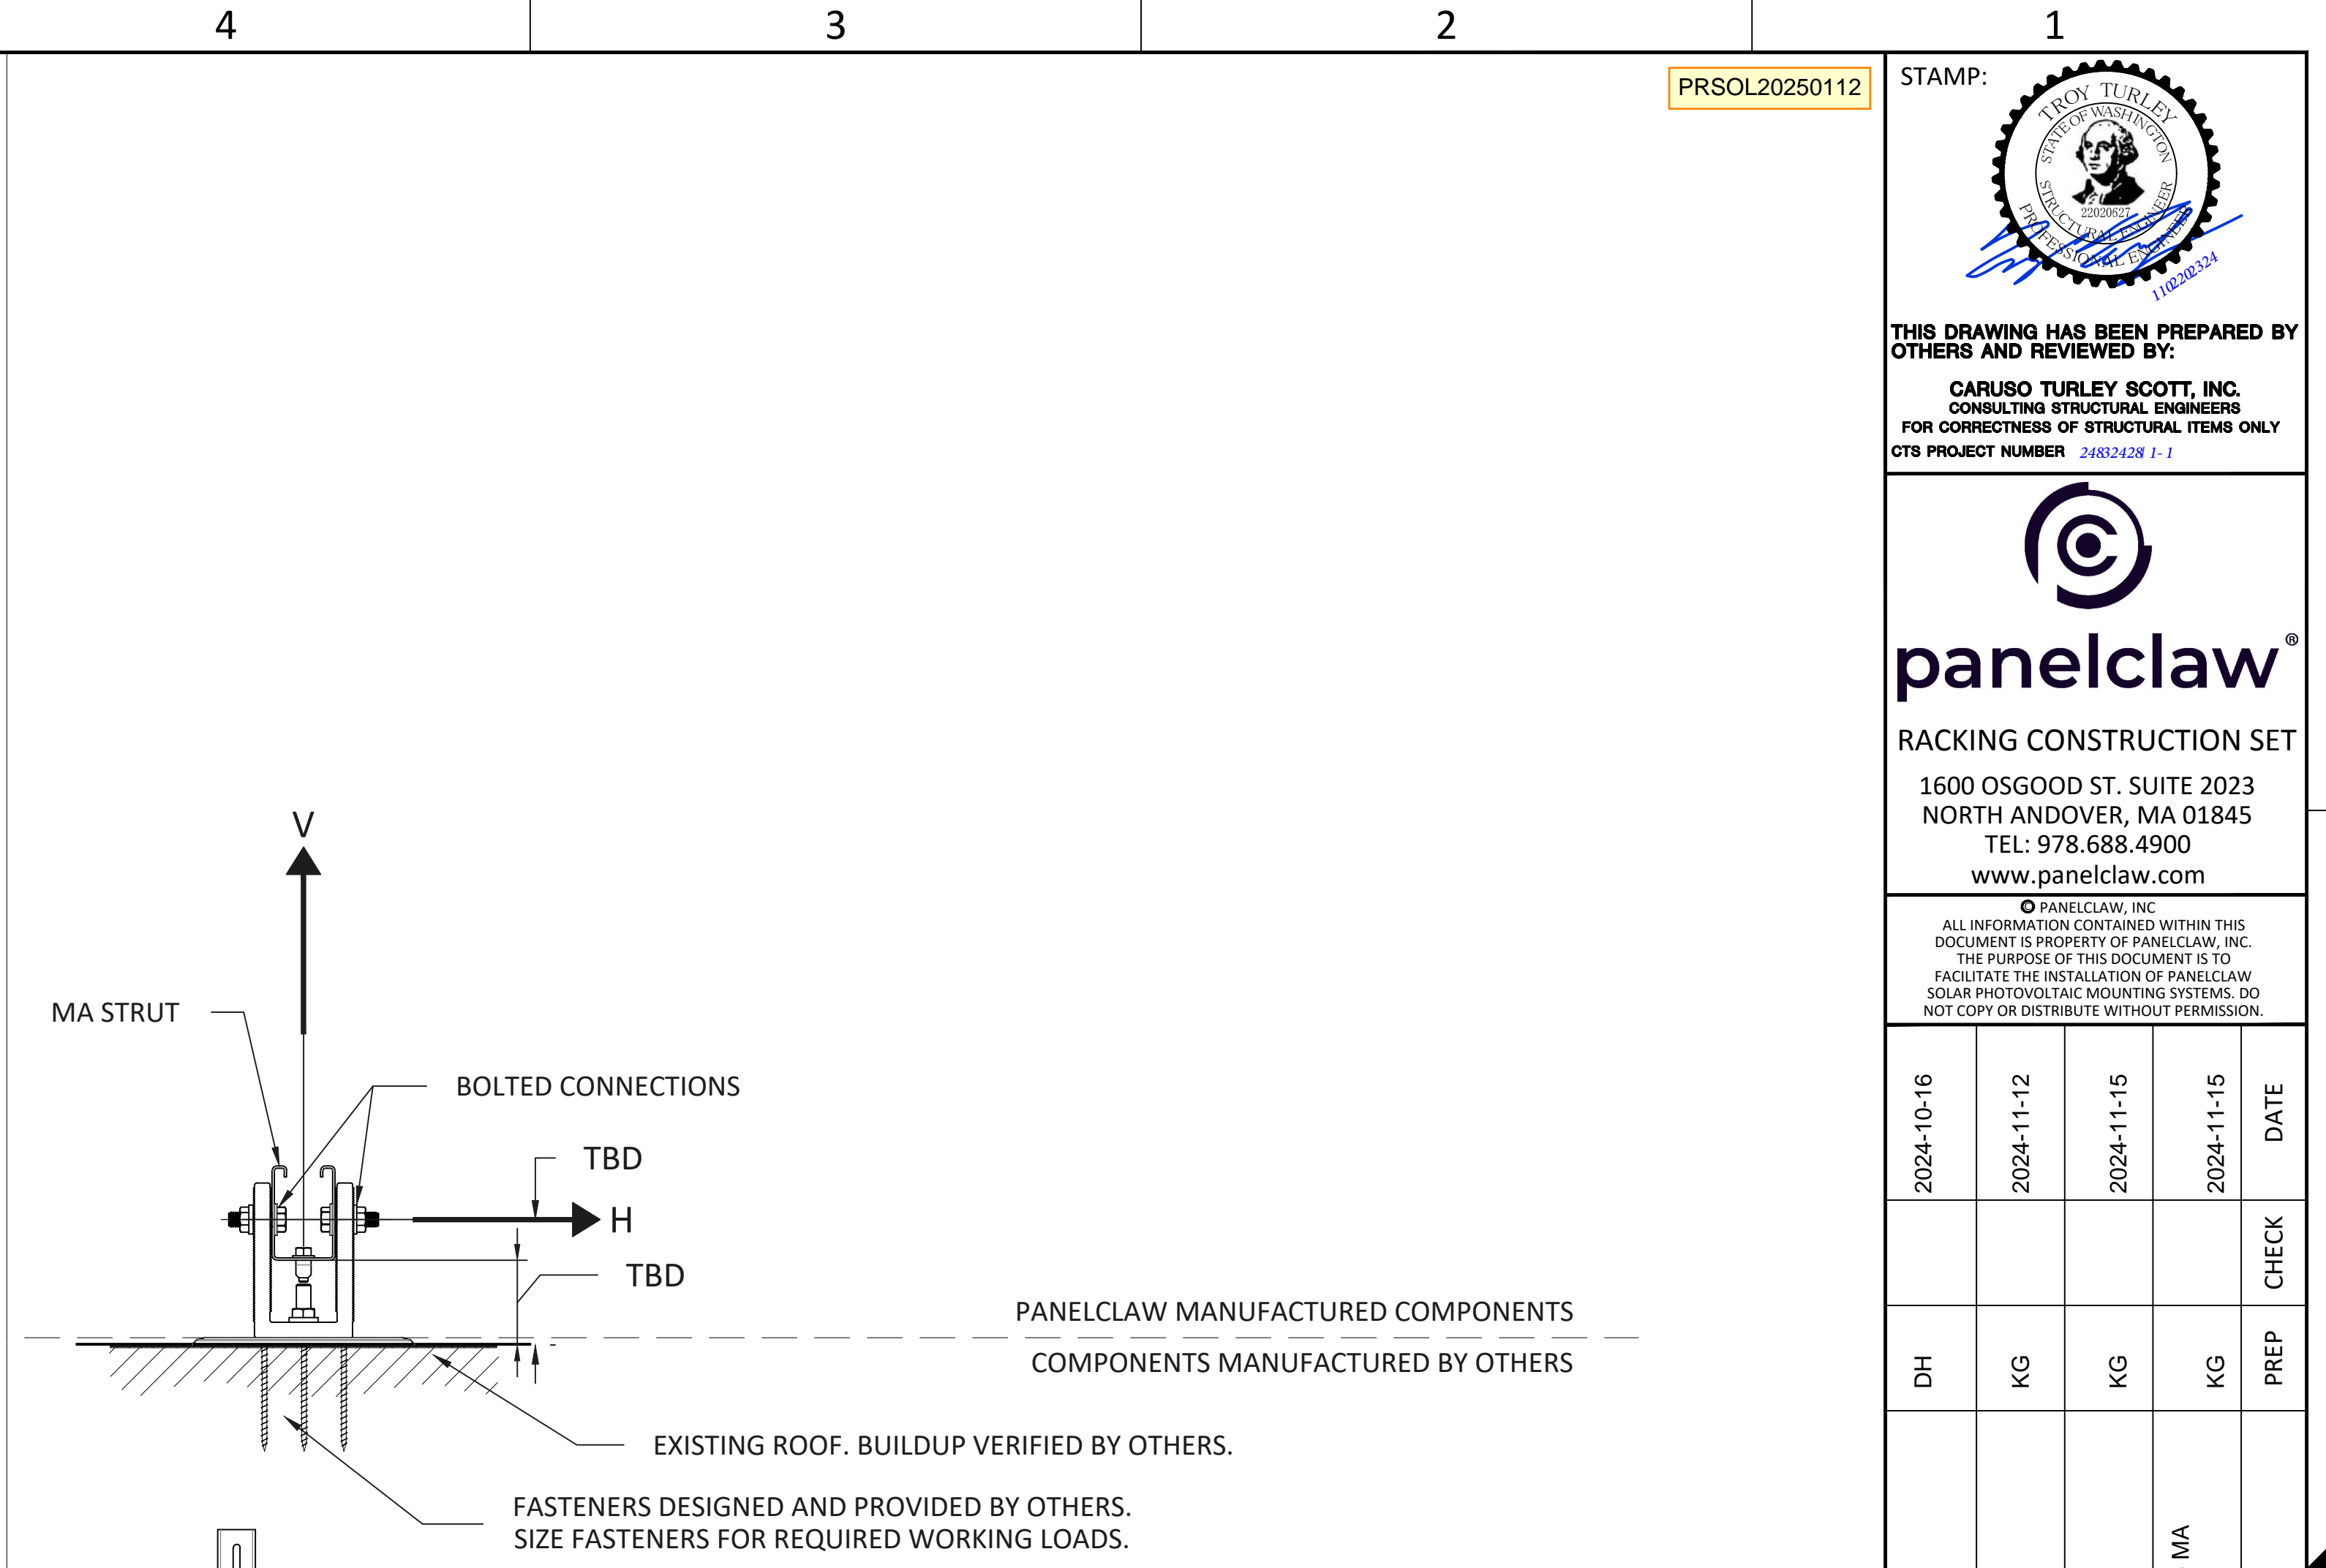 4
3
2
1
PRSOL20250112
STAMP:
TROY TURLEY
STATE OF WASHINGTON
22020627
STRUCTURAL ENGINEER
PROFESSIONAL ENGINEER
THIS DRAWING HAS BEEN PREPARED BY
OTHERS AND REVIEWED BY:
CARUSO TURLEY SCOTT, INC.
CONSULTING STRUCTURAL ENGINEERS
FOR CORRECTNESS OF STRUCTURAL ITEMS ONLY
CTS PROJECT NUMBER
panelclaw®
RACKING CONSTRUCTION SET
1600 OSGOOD ST. SUITE 2023
NORTH ANDOVER, MA 01845
TEL: 978.688.4900
www.panelclaw.com
© PANELCLAW, INC
ALL INFORMATION CONTAINED WITHIN THIS
DOCUMENT IS PROPERTY OF PANELCLAW, INC.
THE PURPOSE OF THIS DOCUMENT IS TO
FACILITATE THE INSTALLATION OF PANELCLAW
SOLAR PHOTOVOLTAIC MOUNTING SYSTEMS. DO
NOT COPY OR DISTRIBUTE WITHOUT PERMISSION.
2024-10-16
2024-11-12
2024-11-15
2024-11-15
DATE
CHECK
DH
KG
KG
KG
PREP
MA
V
MA STRUT
BOLTED CONNECTIONS
TBD
H
TBD
PANELCLAW MANUFACTURED COMPONENTS
COMPONENTS MANUFACTURED BY OTHERS
EXISTING ROOF. BUILDUP VERIFIED BY OTHERS.
FASTENERS DESIGNED AND PROVIDED BY OTHERS.
SIZE FASTENERS FOR REQUIRED WORKING LOADS.